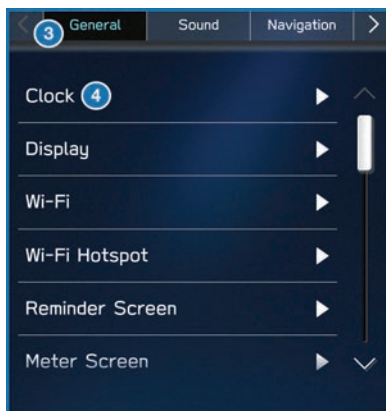 3 General Sound Navigation
Clock 4
Display
Wi-Fi
Wi-Fi Hotspot
Reminder Screen
Meter Screen